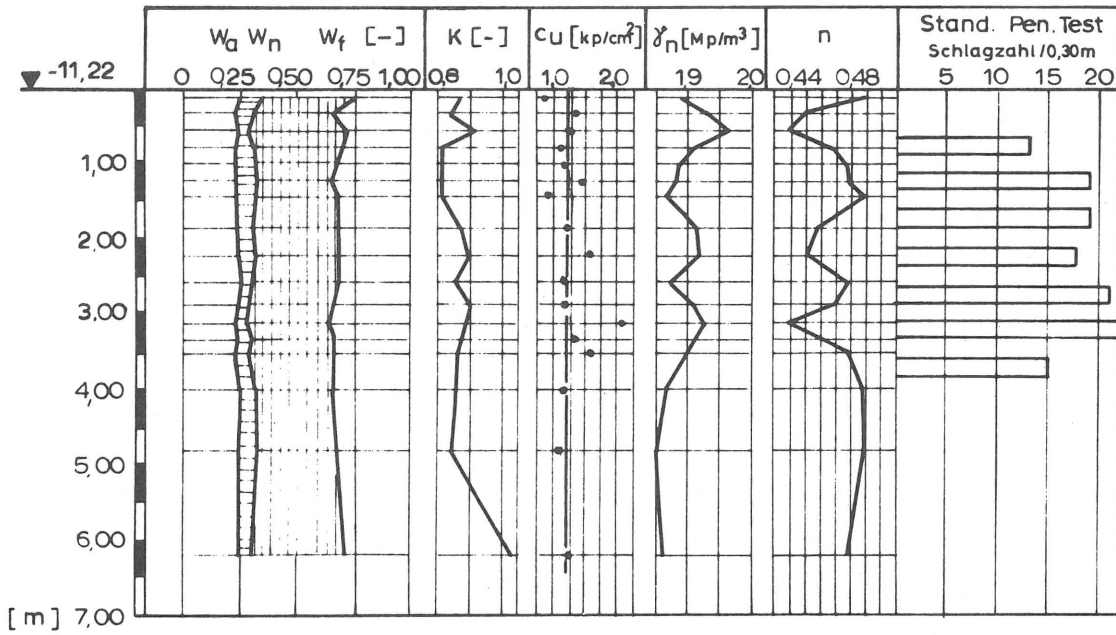 Wₐ Wₙ W_f [-]
K [-]
Cu [kp/cm²]
γₙ [Mp/m³]
n
Stand. Pen. Test
Schlagzahl/0,30m
-11,22
0 0,25 0,50 0,75 1,00
0,8 1,0
1,0 2,0
19 20
0,44 0,48
5 10 15 20
1,00
2,00
3,00
4,00
5,00
6,00
[m] 7,00